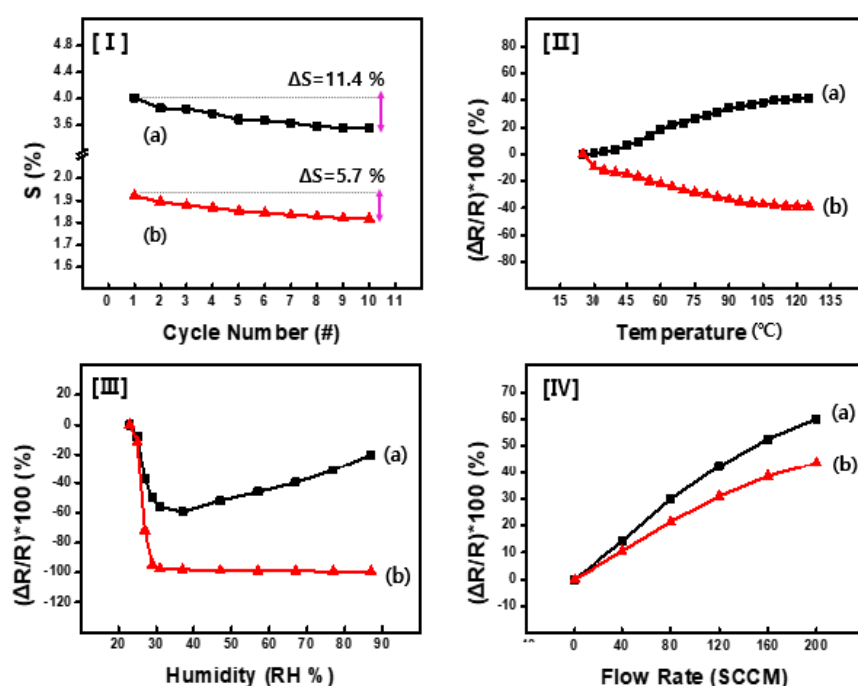 [I]
ΔS=11.4 %
(a)
ΔS=5.7 %
(b)
S (%)
4.8
4.4
4.0
3.6
2.0
1.9
1.8
1.7
1.6
0 1 2 3 4 5 6 7 8 9 10 11
Cycle Number (#)
[II]
(a)
(b)
(ΔR/R)*100 (%)
80
60
40
20
0
-20
-40
-60
-80
15 30 45 60 75 90 105 120 135
Temperature (℃)
[III]
(a)
(b)
(ΔR/R)*100 (%)
20
0
-20
-40
-60
-80
-100
-120
20 30 40 50 60 70 80 90
Humidity (RH %)
[IV]
(a)
(b)
(ΔR/R)*100 (%)
70
60
50
40
30
20
10
0
-10
0 40 80 120 160 200
Flow Rate (SCCM)